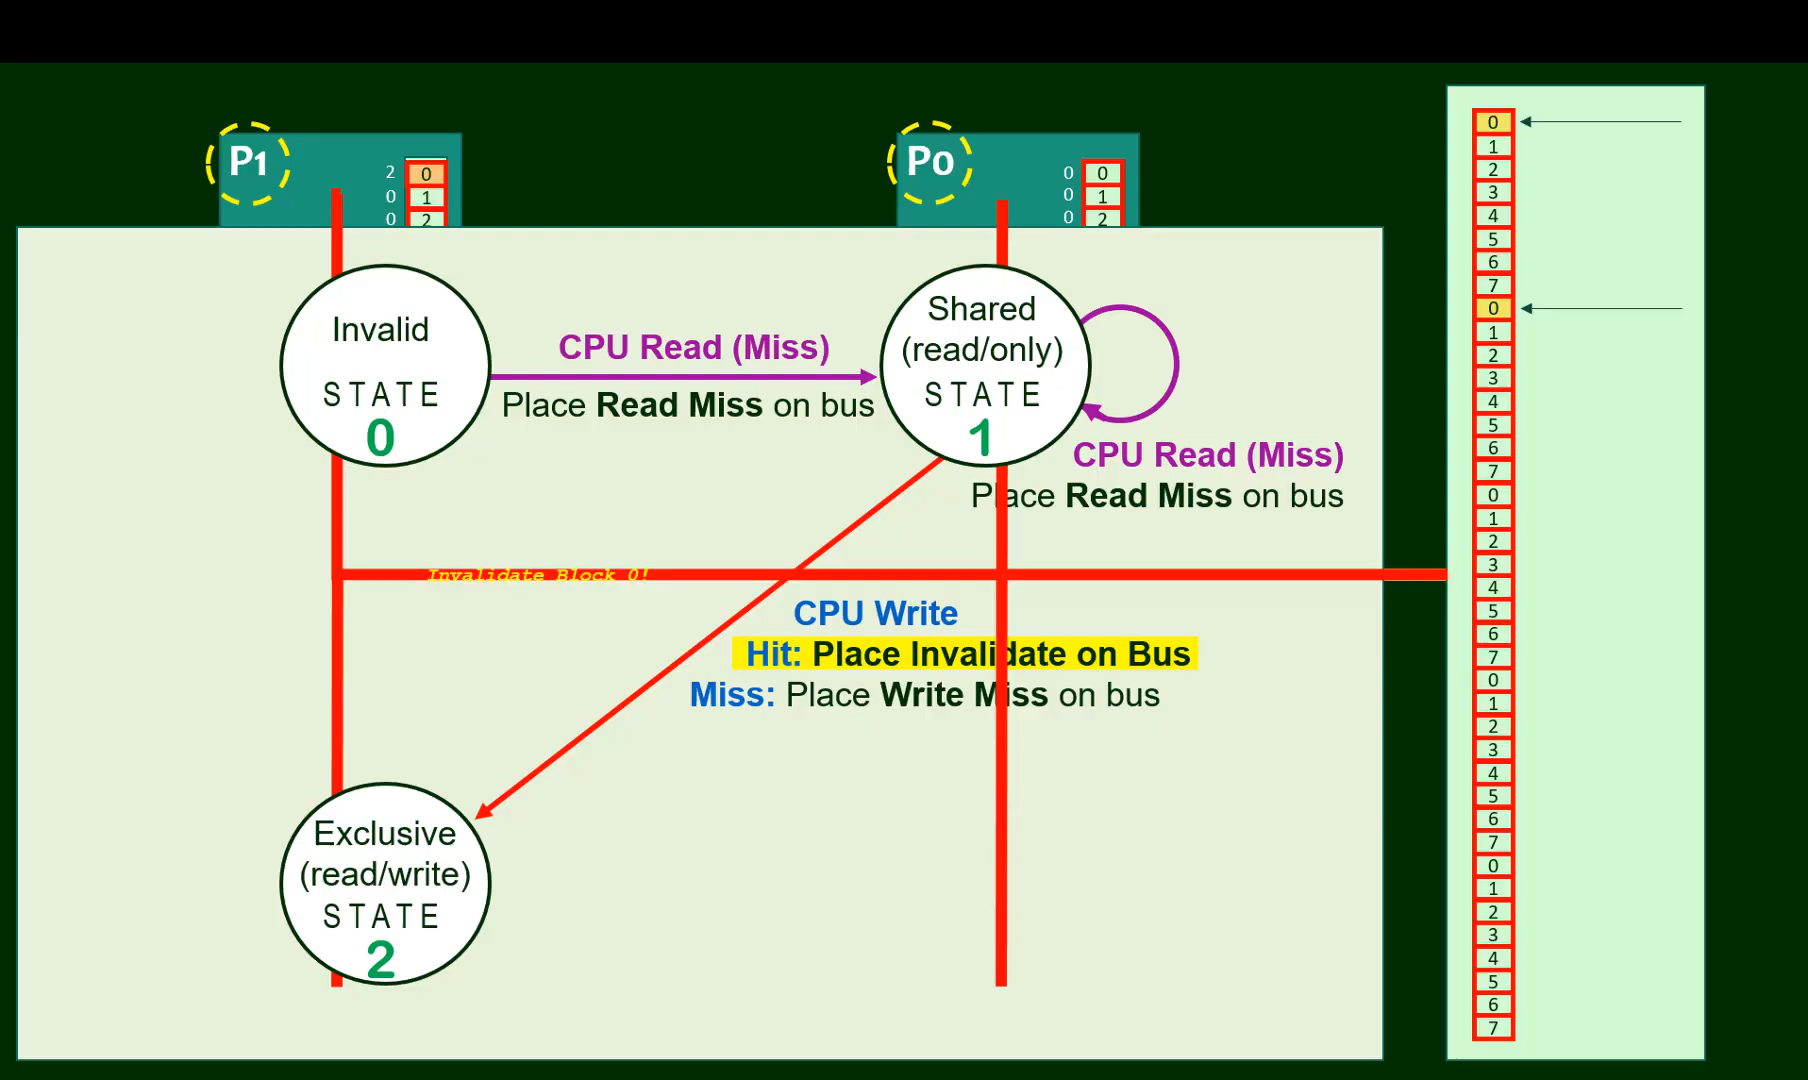 P1
2 0
0 1
0 2
P0
0 0
0 1
0 2
Invalid
STATE
0
CPU Read (Miss)
Place Read Miss on bus
Shared
(read/only)
STATE
1
CPU Read (Miss)
Place Read Miss on bus
Invalidate Block 0!
CPU Write
Hit: Place Invalidate on Bus
Miss: Place Write Miss on bus
Exclusive
(read/write)
STATE
2
0
1
2
3
4
5
6
7
0
1
2
3
4
5
6
7
0
1
2
3
4
5
6
7
0
1
2
3
4
5
6
7
0
1
2
3
4
5
6
7